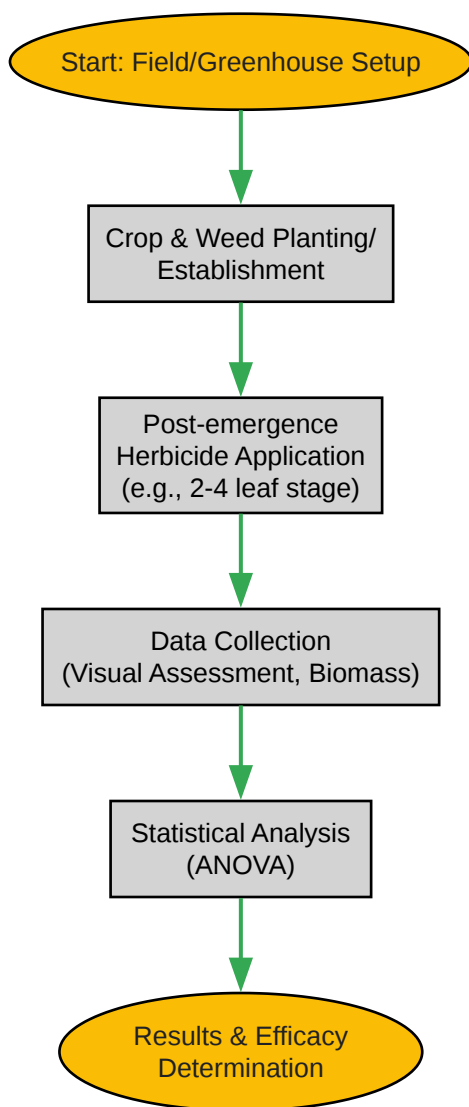 Start: Field/Greenhouse Setup
Crop & Weed Planting/
Establishment
Post-emergence
Herbicide Application
(e.g., 2-4 leaf stage)
Data Collection
(Visual Assessment, Biomass)
Statistical Analysis
(ANOVA)
Results & Efficacy
Determination